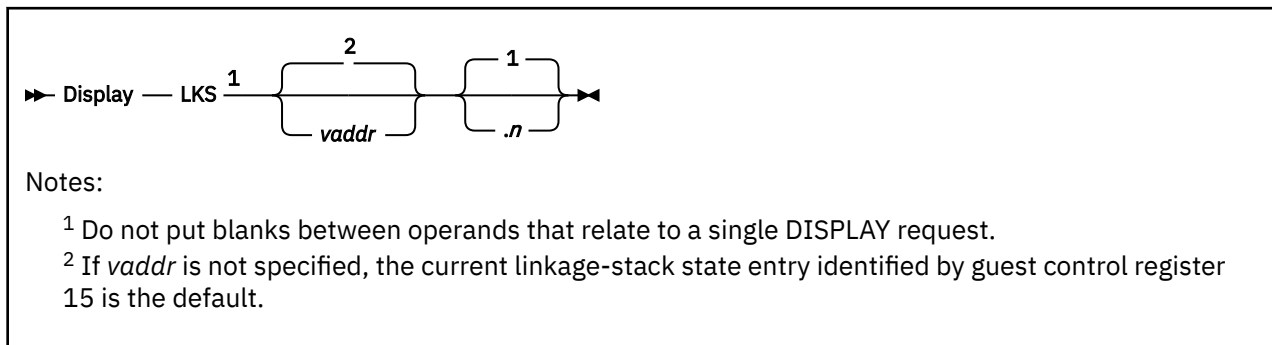 2 1
Display LKS 1
vaddr .n
Notes:
1 Do not put blanks between operands that relate to a single DISPLAY request.
2 If vaddr is not specified, the current linkage-stack state entry identified by guest control register
15 is the default.